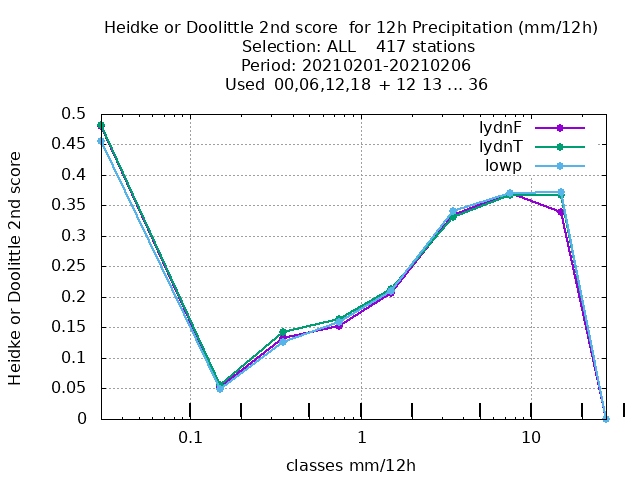 Heidke or Doolittle 2nd score  for 12h Precipitation (mm/12h)
Selection: ALL    417 stations
Period: 20210201-20210206
Used  00,06,12,18  + 12 13 ... 36
lydnF
lydnT
lowp
Heidke or Doolittle 2nd score
0.5
0.45
0.4
0.35
0.3
0.25
0.2
0.15
0.1
0.05
0
0.1 1 10
classes mm/12h